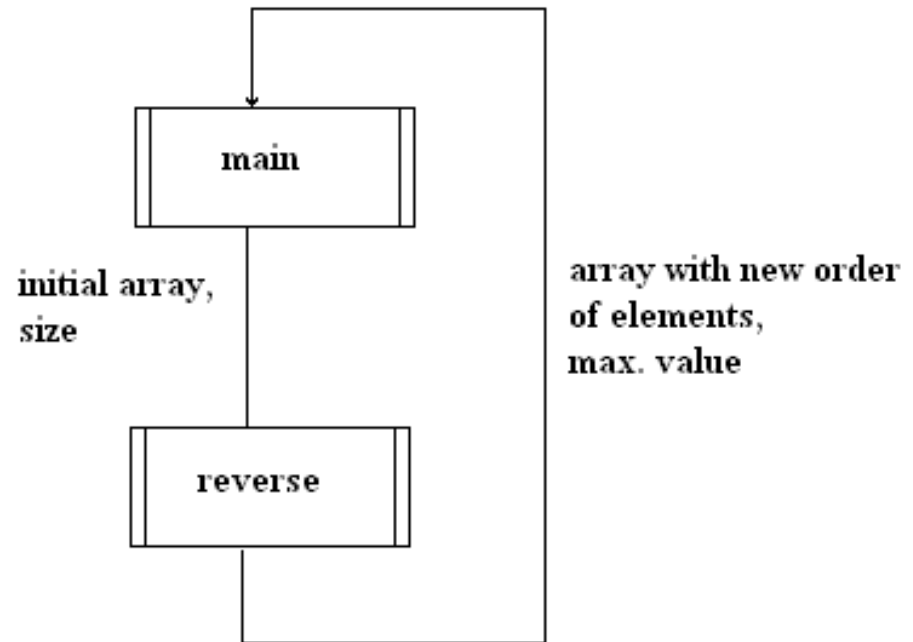 main
initial array,
size
array with new order
of elements,
max. value
reverse